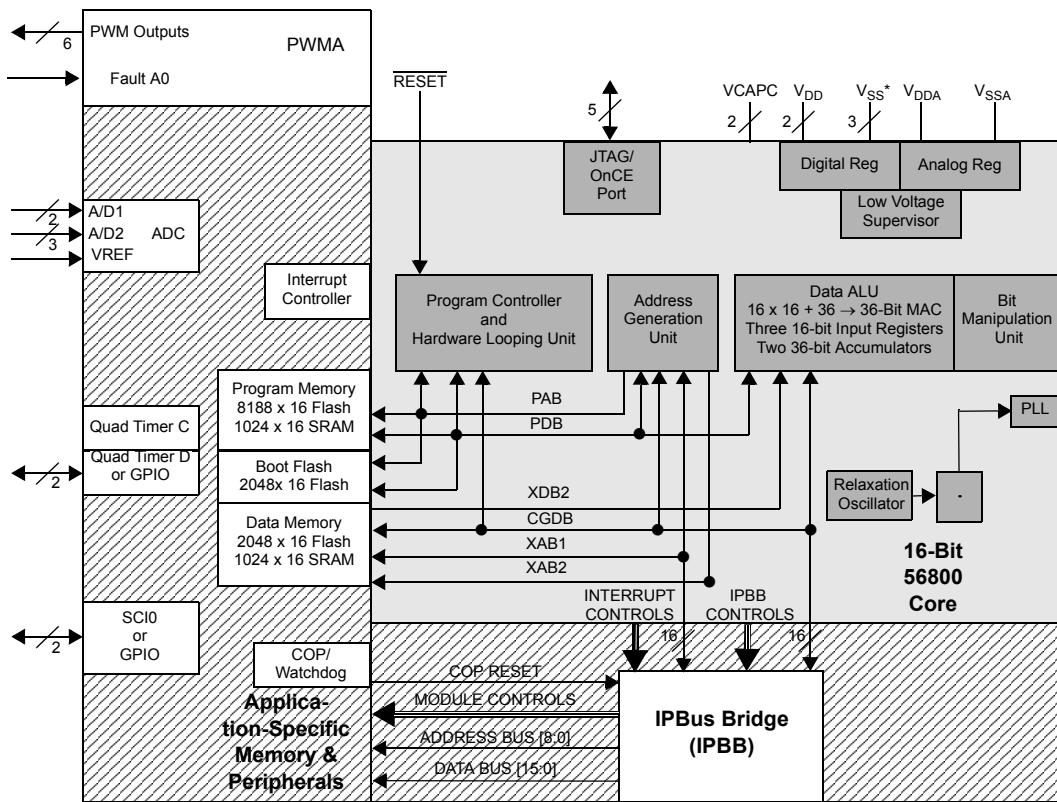 PWM Outputs
6
PWMA
Fault A0
RESET
5
VCAPC
2
VDD
2
VSS*
3
VDDA
VSSA
JTAG/
OnCE
Port
Digital Reg
Analog Reg
Low Voltage
Supervisor
A/D1
2
A/D2
ADC
3
VREF
Interrupt
Controller
Program Controller
and
Hardware Looping Unit
Address
Generation
Unit
Data ALU
16 x 16 + 36 → 36-Bit MAC
Three 16-bit Input Registers
Two 36-bit Accumulators
Bit
Manipulation
Unit
Program Memory
8188 x 16 Flash
1024 x 16 SRAM
PAB
PDB
PLL
Quad Timer C
Quad Timer D
or GPIO
2
Boot Flash
2048x 16 Flash
XDB2
CGDB
XAB1
XAB2
Relaxation
Oscillator
-
Data Memory
2048 x 16 Flash
1024 x 16 SRAM
16-Bit
56800
Core
INTERRUPT
CONTROLS
16
IPBB
CONTROLS
16
SCI0
or
GPIO
2
COP/
Watchdog
COP RESET
MODULE CONTROLS
ADDRESS BUS [8:0]
DATA BUS [15:0]
Applica-
tion-Specific
Memory &
Peripherals
IPBus Bridge
(IPBB)